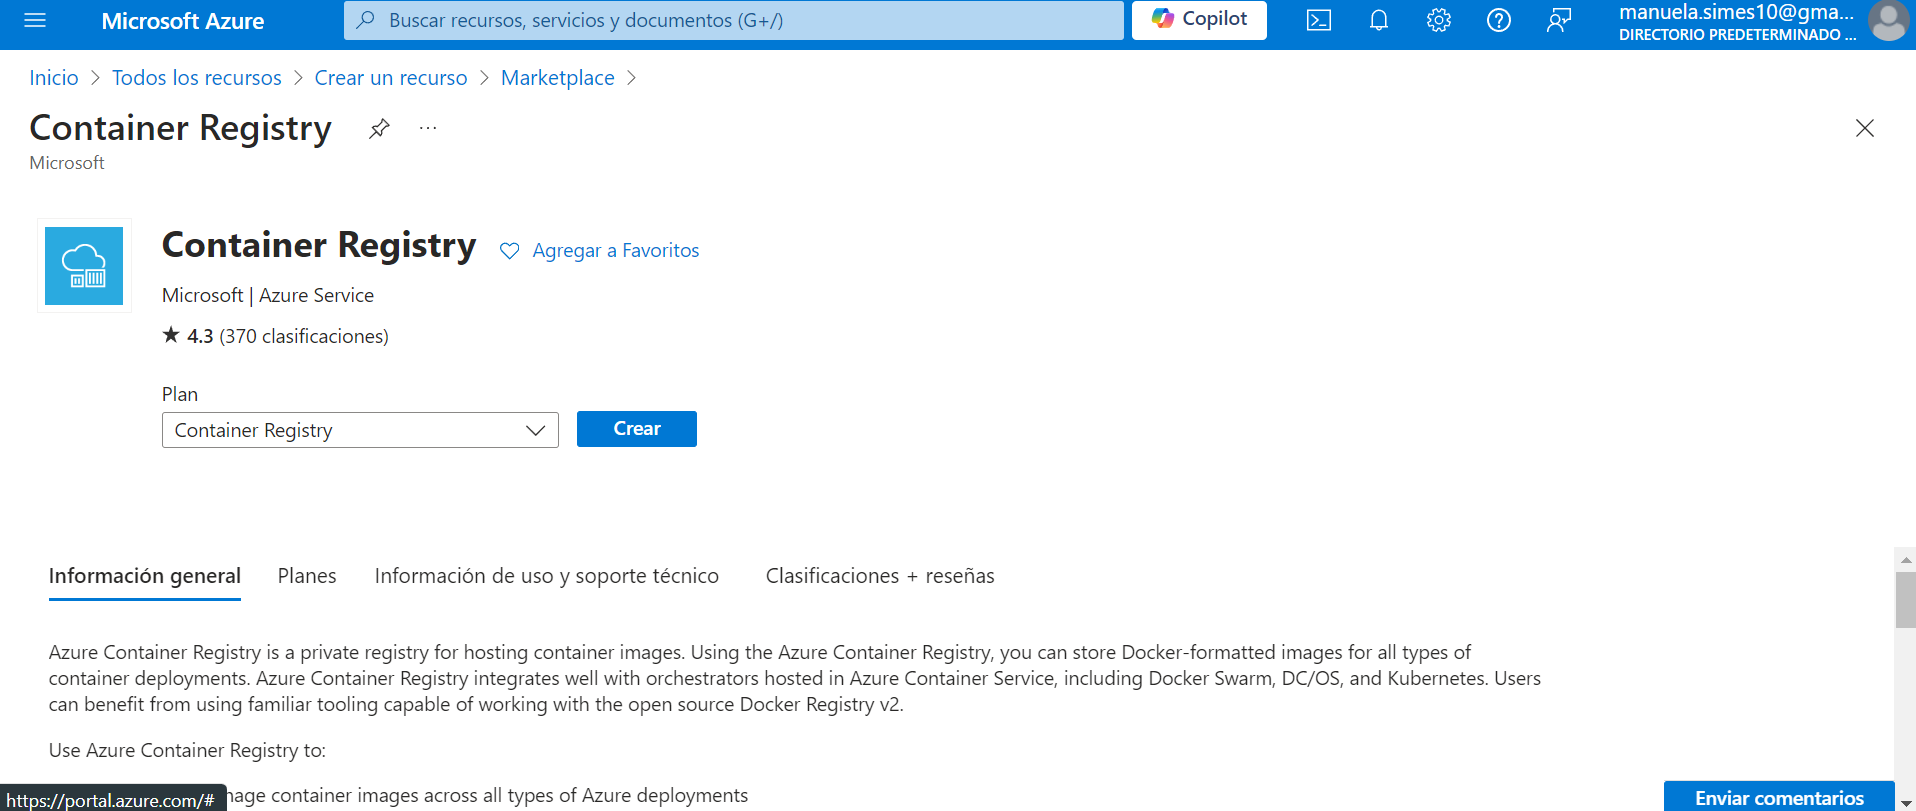 Microsoft Azure
Buscar recursos, servicios y documentos (G+/)
Copilot
manuela.simes10@gma...
DIRECTORIO PREDETERMINADO ...
Inicio > Todos los recursos > Crear un recurso > Marketplace >
Container Registry
Microsoft
Container Registry
Agregar a Favoritos
Microsoft | Azure Service
★ 4.3 (370 clasificaciones)
Plan
Container Registry
Crear
Información general
Planes
Información de uso y soporte técnico
Clasificaciones + reseñas
Azure Container Registry is a private registry for hosting container images. Using the Azure Container Registry, you can store Docker-formatted images for all types of
container deployments. Azure Container Registry integrates well with orchestrators hosted in Azure Container Service, including Docker Swarm, DC/OS, and Kubernetes. Users
can benefit from using familiar tooling capable of working with the open source Docker Registry v2.
Use Azure Container Registry to:
container images across all types of Azure deployments
https://portal.azure.com/#
Enviar comentarios